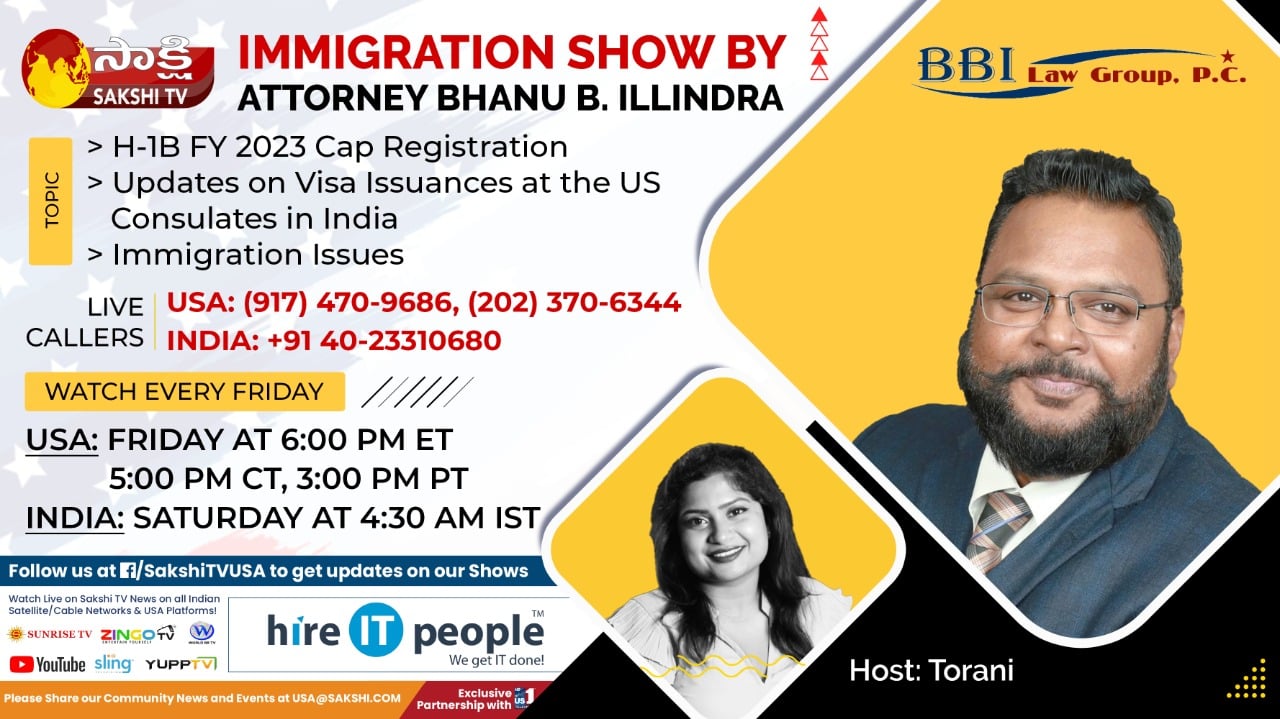 సాక్షి
SAKSHI TV
IMMIGRATION SHOW BY
ATTORNEY BHANU B. ILLINDRA
BBI Law Group, P.C.
TOPIC
> H-1B FY 2023 Cap Registration
> Updates on Visa Issuances at the US
Consulates in India
> Immigration Issues
LIVE
CALLERS
USA: (917) 470-9686, (202) 370-6344
INDIA: +91 40-23310680
WATCH EVERY FRIDAY
USA: FRIDAY AT 6:00 PM ET
5:00 PM CT, 3:00 PM PT
INDIA: SATURDAY AT 4:30 AM IST
Follow us at f/SakshiTVUSA to get updates on our Shows
Watch Live on Sakshi TV News on all Indian
Satellite/Cable Networks & USA Platforms!
SUNRISE TV ZINGO TV
YouTube sling YUPPTV
hire IT people™
We get IT done!
Host: Torani
Please Share our Community News and Events at USA@SAKSHI.COM
Exclusive
Partnership with